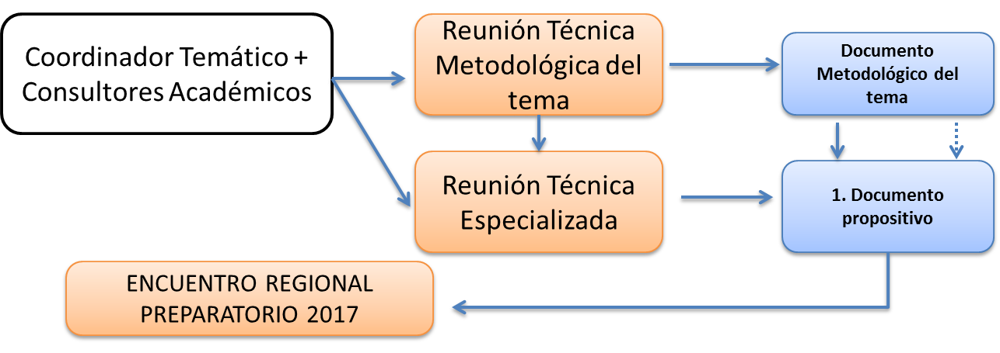 Coordinador Temático +
Consultores Académicos
Reunión Técnica
Metodológica del
tema
Documento
Metodológico del
tema
Reunión Técnica
Especializada
1. Documento
propositivo
ENCUENTRO REGIONAL
PREPARATORIO 2017